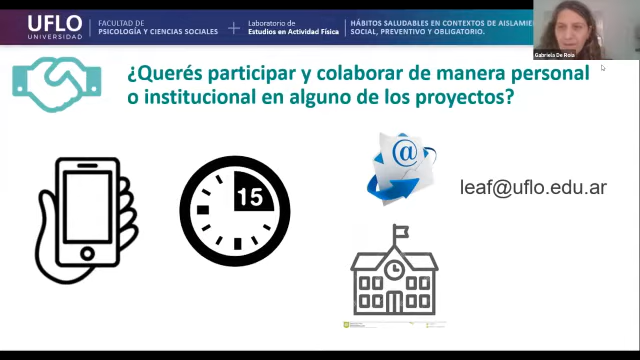 UFLO
UNIVERSIDAD
FACULTAD DE
PSICOLOGÍA Y CIENCIAS SOCIALES
Laboratorio de
Estudios en Actividad Física
HÁBITOS SALUDABLES EN CONTEXTOS DE AISLAMIEN
SOCIAL, PREVENTIVO Y OBLIGATORIO.
Gabriela De Roia
¿Querés participar y colaborar de manera personal
o institucional en alguno de los proyectos?
15
@
leaf@uflo.edu.ar